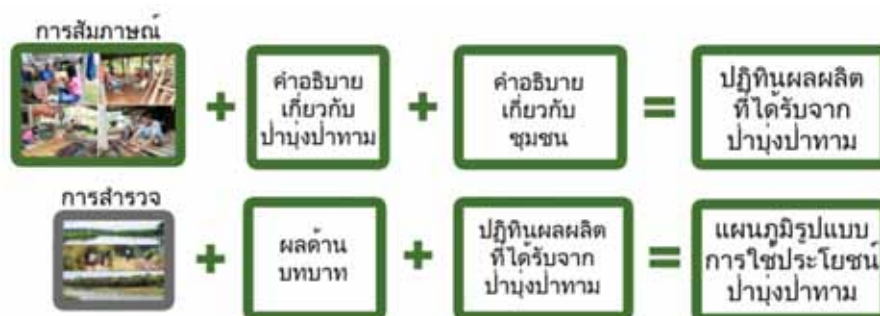 การสัมภาษณ์
คำอธิบาย
เกี่ยวกับ
ป่าบุ่งป่าทาม
คำอธิบาย
เกี่ยวกับ
ชุมชน
ปฏิทินผลผลิต
ที่ได้รับจาก
ป่าบุ่งป่าทาม
การสำรวจ
ผลด้าน
บทบาท
ปฏิทินผลผลิต
ที่ได้รับจาก
ป่าบุ่งป่าทาม
แผนภูมิรูปแบบ
การใช้ประโยชน์
ป่าบุ่งป่าทาม